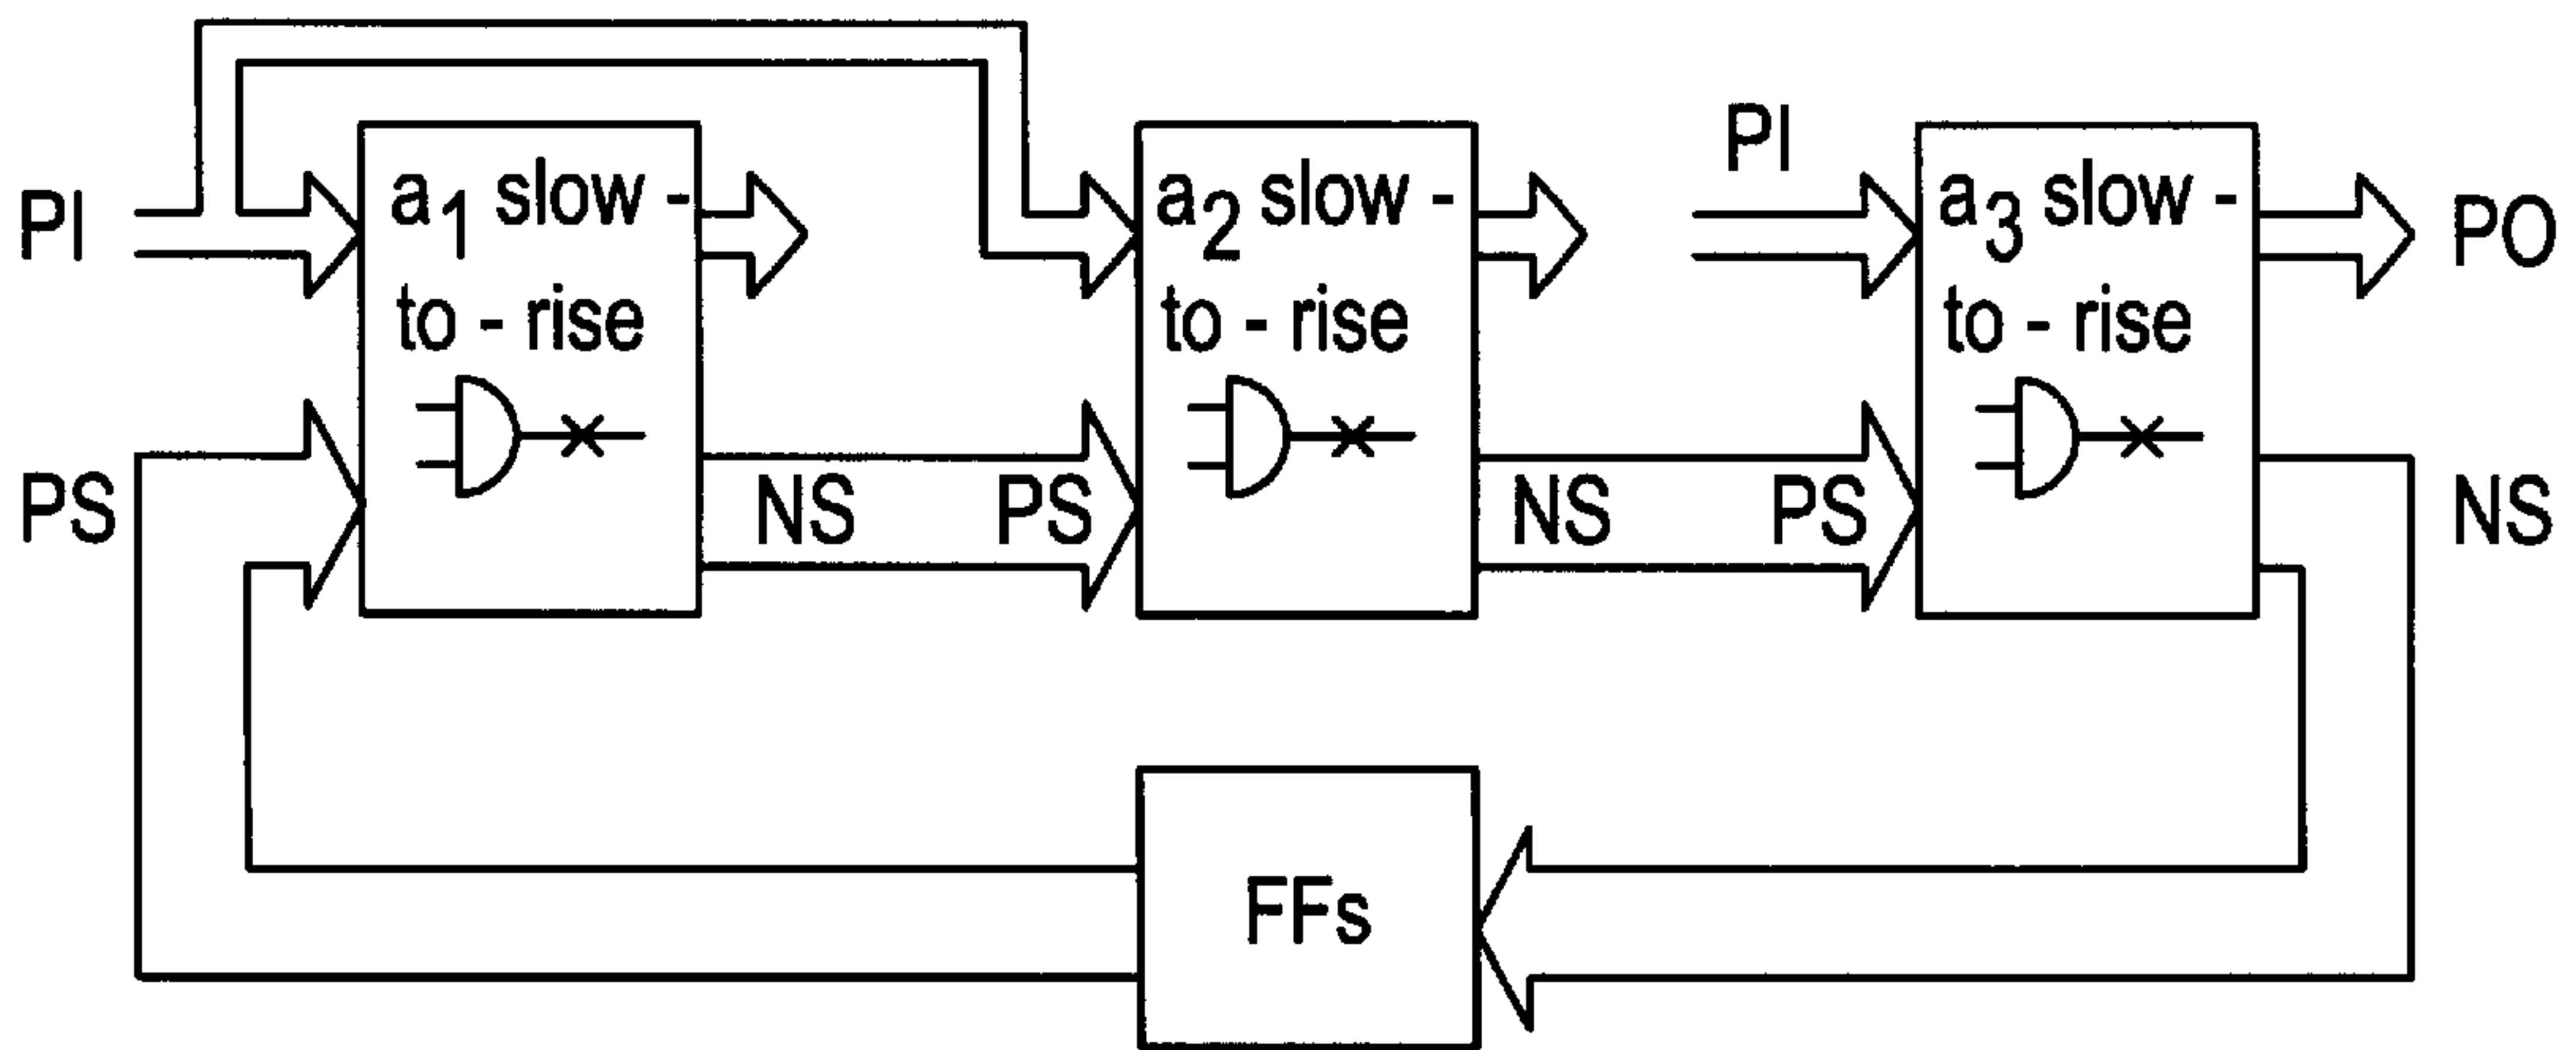 PI
a1 slow -
to - rise
a2 slow -
to - rise
PI
a3 slow -
to - rise
PO
PS
NS
PS
NS
PS
NS
FFs